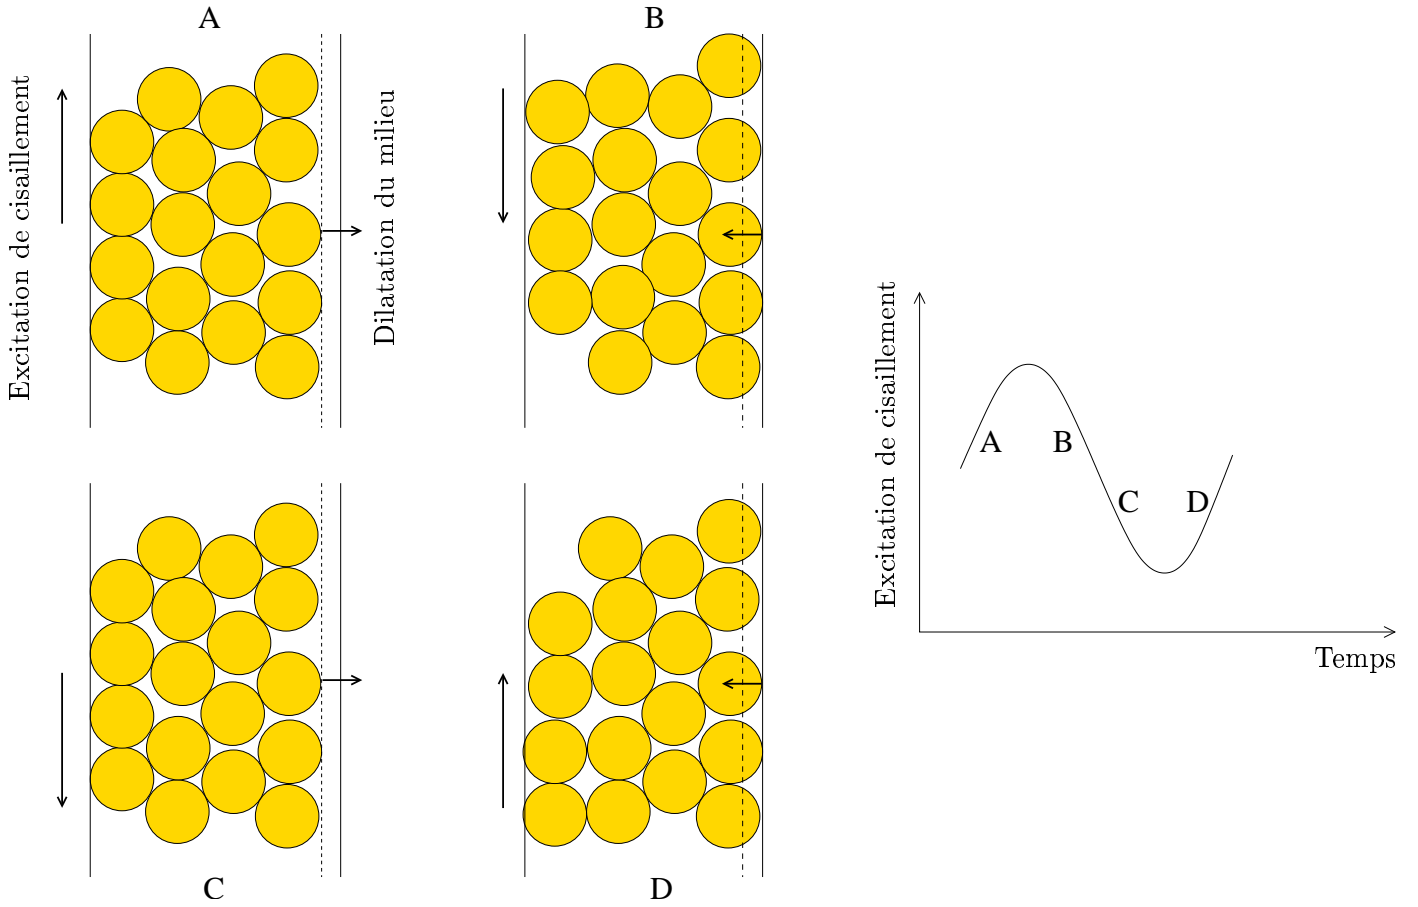 A
B
Excitation de cisaillement
Dilatation du milieu
C
D
Excitation de cisaillement
A
B
C
D
Temps